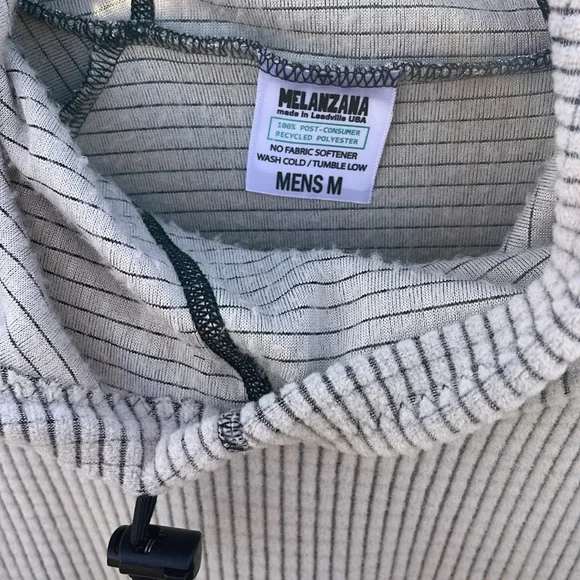 MELANZANA
made in Leadville USA
100% POST-CONSUMER
RECYCLED POLYESTER
NO FABRIC SOFTENER
WASH COLD / TUMBLE LOW
MENS M